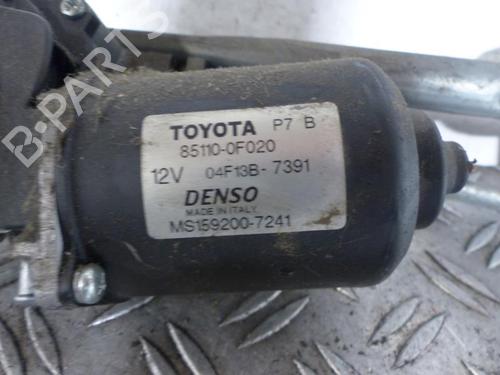 TOYOTA P7 B
85110-0F020
12V 04F13B-7391
DENSO
MADE IN ITALY
MS159200-7241
B-PARTS